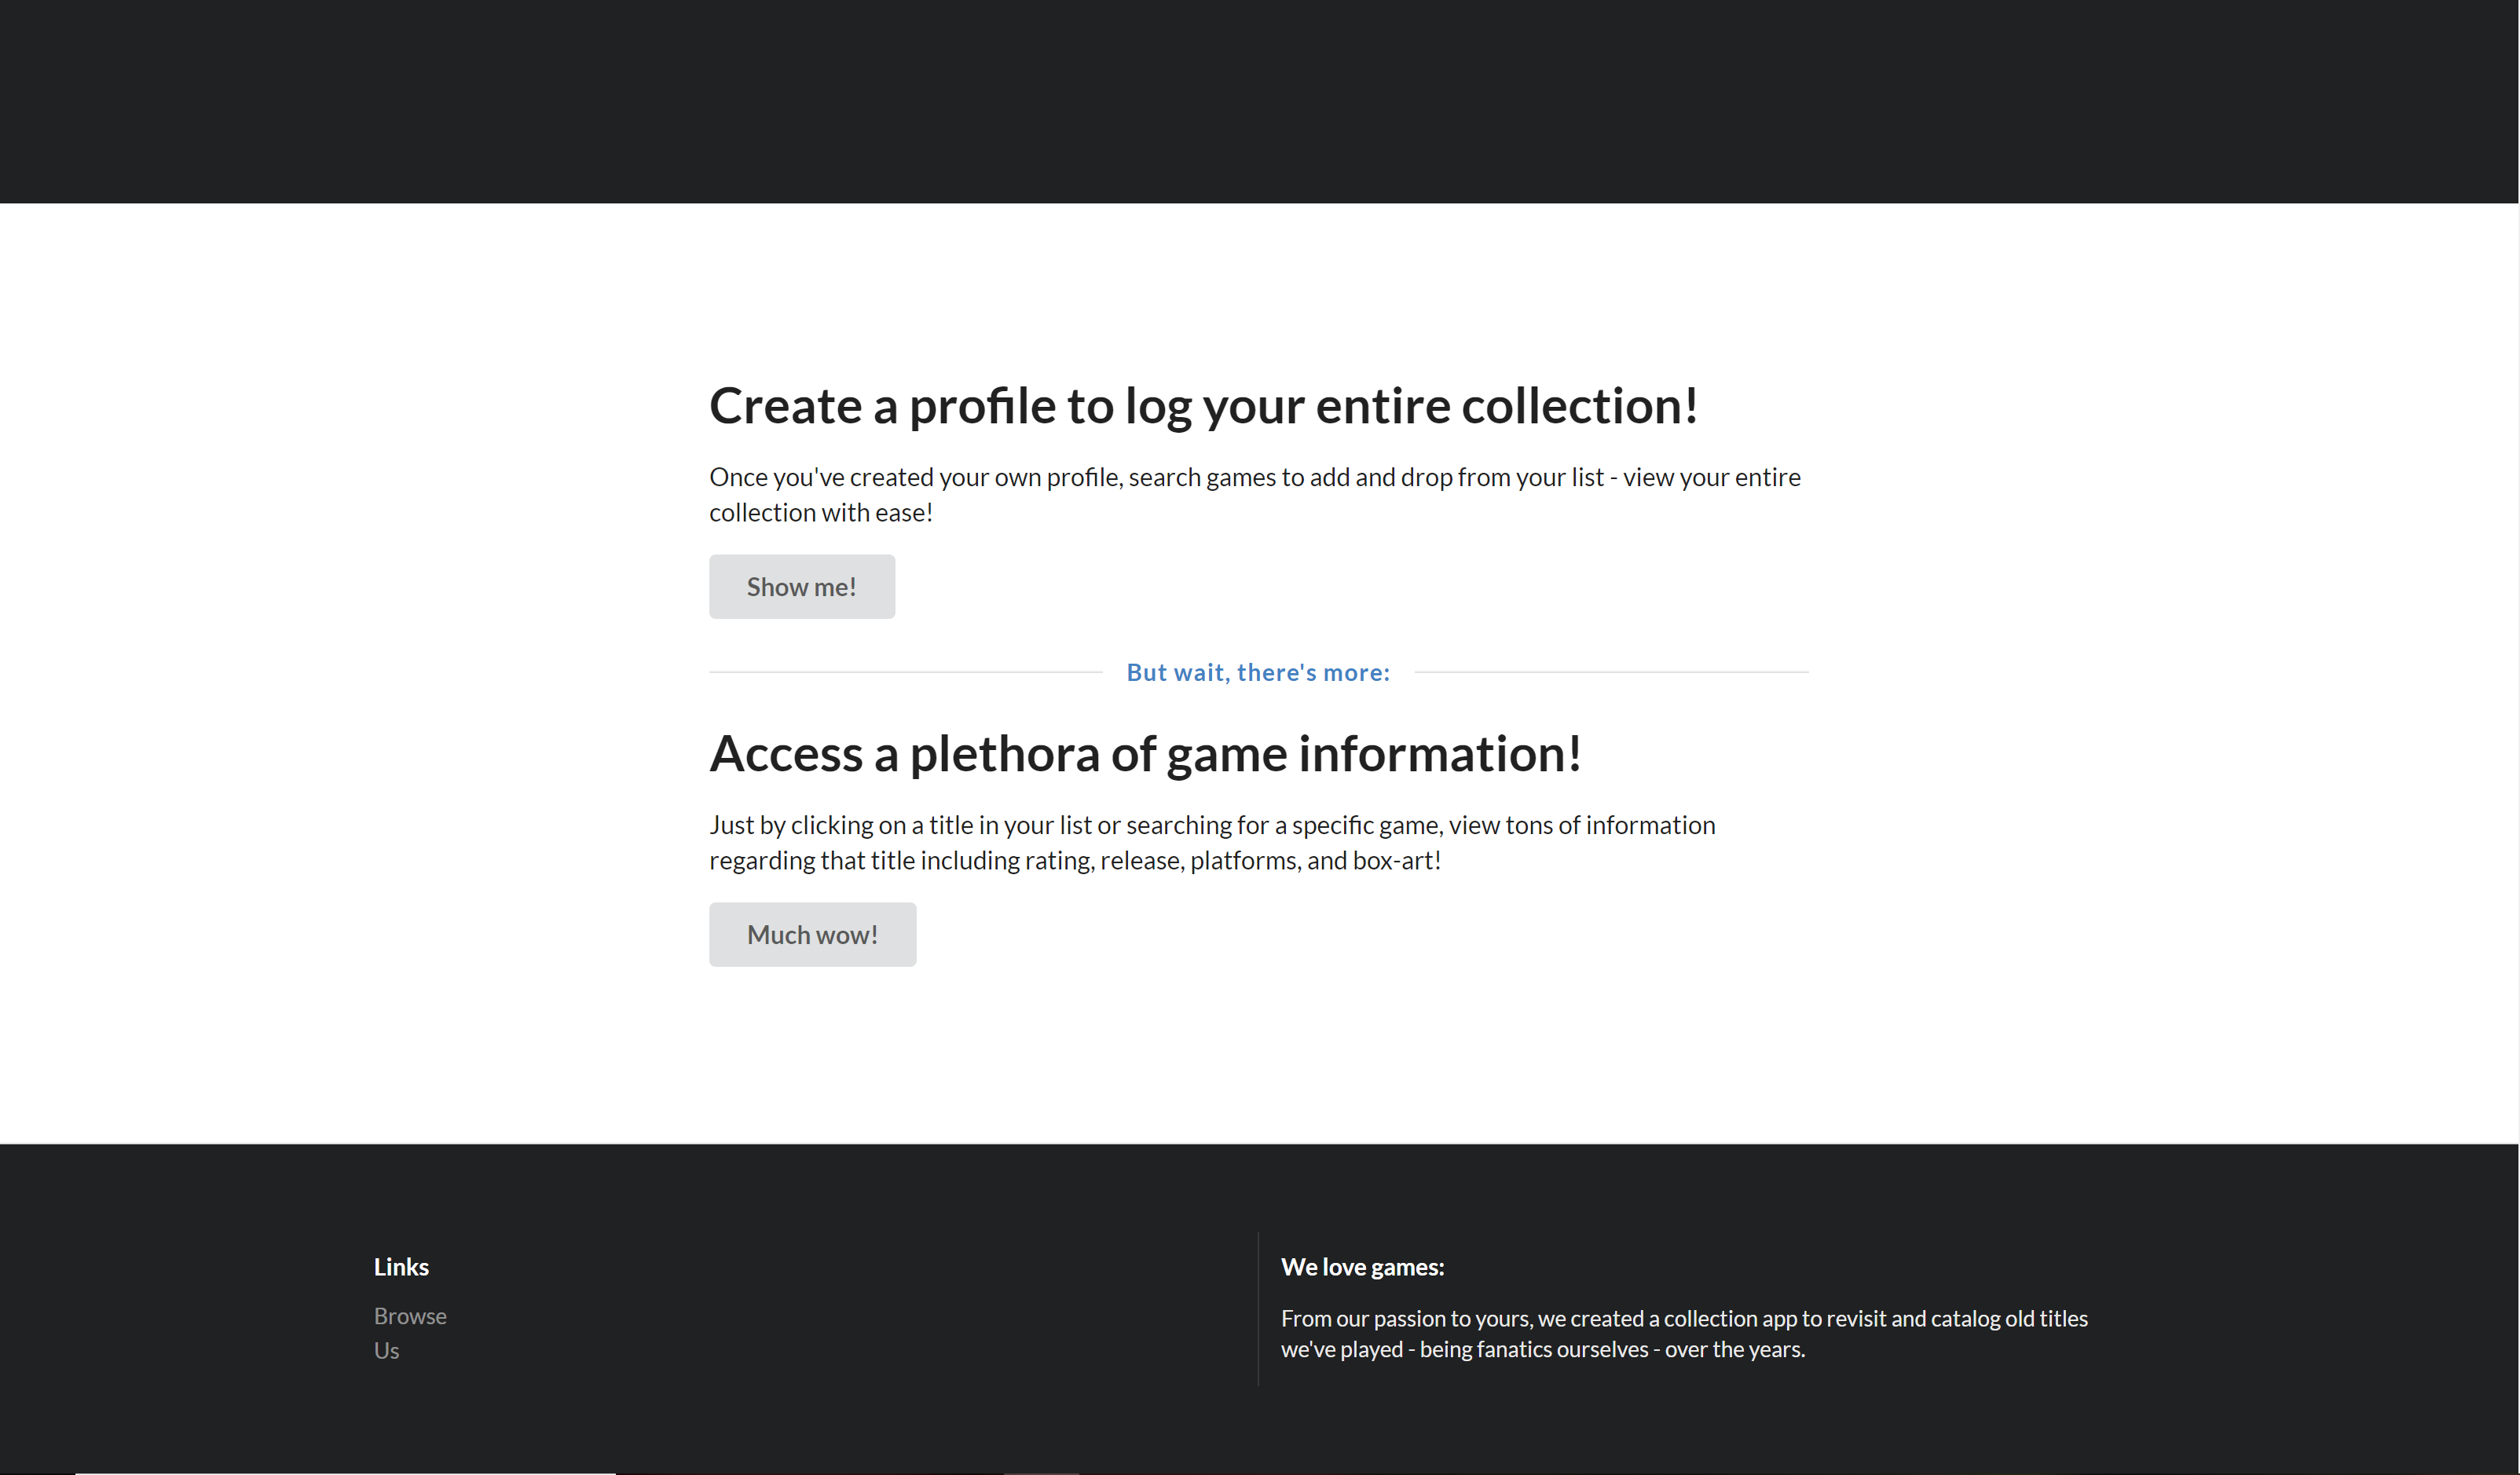 Create a profile to log your entire collection!
Once you've created your own profile, search games to add and drop from your list - view your entire
collection with ease!
Show me!
But wait, there's more:
Access a plethora of game information!
Just by clicking on a title in your list or searching for a specific game, view tons of information
regarding that title including rating, release, platforms, and box-art!
Much wow!
Links
Browse
Us
We love games:
From our passion to yours, we created a collection app to revisit and catalog old titles
we've played - being fanatics ourselves - over the years.